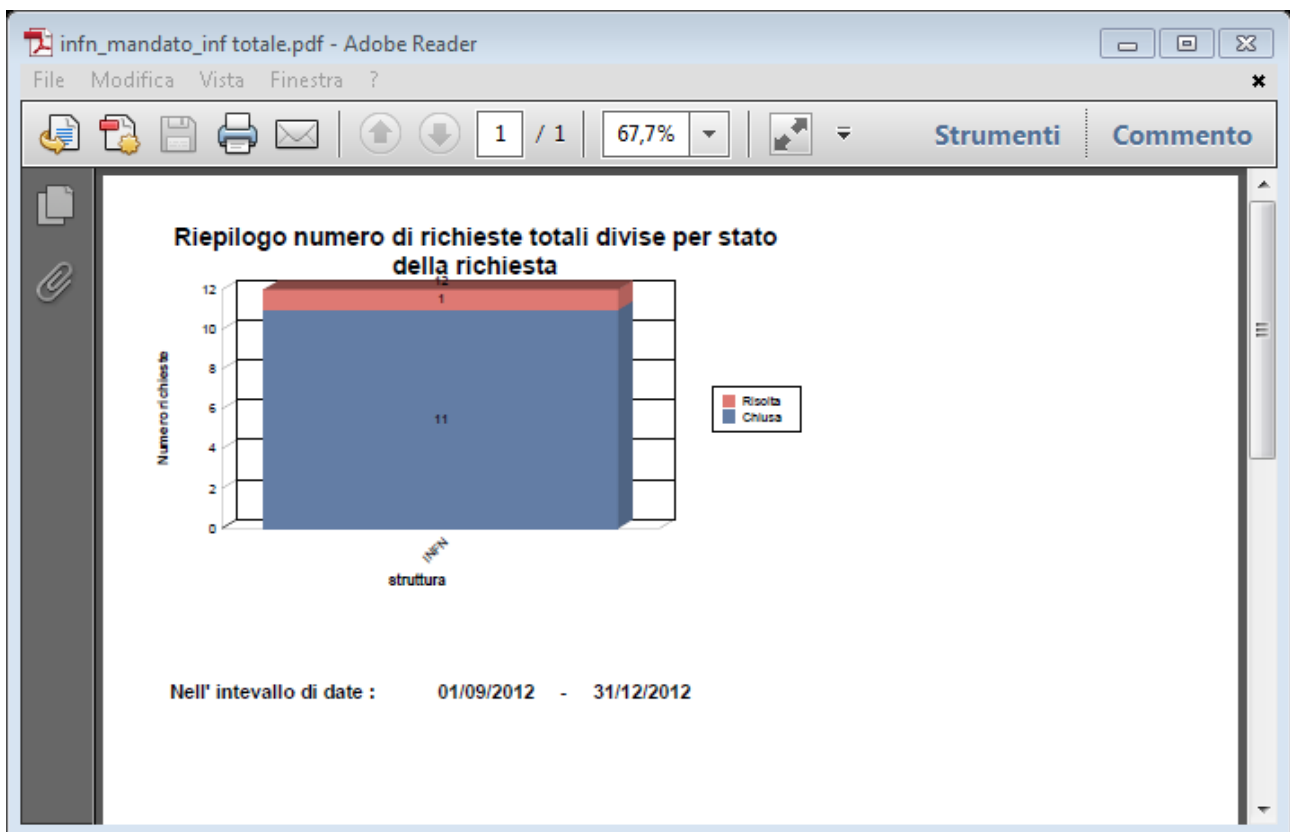 infn_mandato_inf totale.pdf - Adobe Reader
File Modifica Vista Finestra ?
1 / 1 67,7% Strumenti Commento
Riepilogo numero di richieste totali divise per stato
della richiesta
12
12
1
10
8
6
4
2
0
11
Numero richieste
Risolta
Chiusa
INFN
struttura
Nell' intevallo di date : 01/09/2012 - 31/12/2012